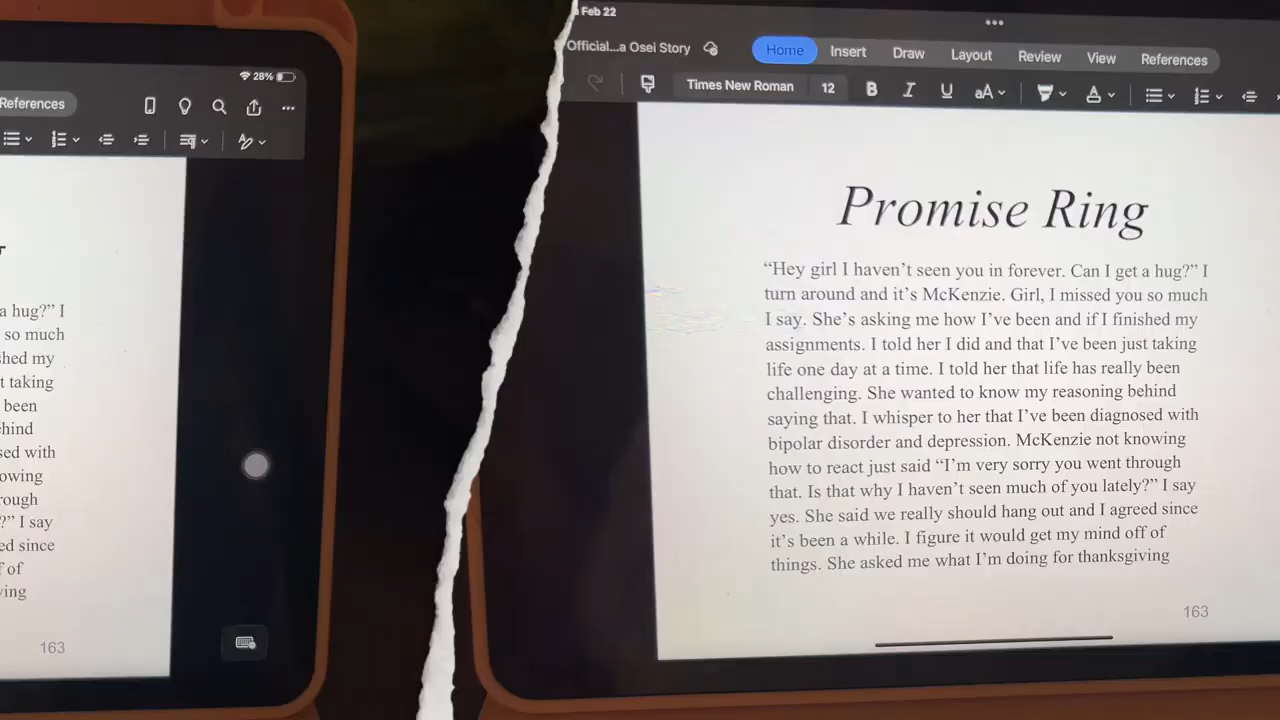 28%
References
a hug?” I
so much
shed my
t taking
been
hind
sed with
owing
rough
?” I say
ed since
f of
ving
163
Feb 22
Official...a Osei Story
Home Insert Draw Layout Review View References
Times New Roman 12 B I U aA A
Promise Ring
“Hey girl I haven’t seen you in forever. Can I get a hug?” I
turn around and it’s McKenzie. Girl, I missed you so much
I say. She’s asking me how I’ve been and if I finished my
assignments. I told her I did and that I’ve been just taking
life one day at a time. I told her that life has really been
challenging. She wanted to know my reasoning behind
saying that. I whisper to her that I’ve been diagnosed with
bipolar disorder and depression. McKenzie not knowing
how to react just said “I’m very sorry you went through
that. Is that why I haven’t seen much of you lately?” I say
yes. She said we really should hang out and I agreed since
it’s been a while. I figure it would get my mind off of
things. She asked me what I’m doing for thanksgiving
163